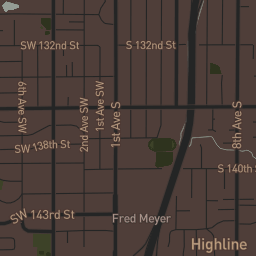 SW 132nd St
S 132nd St
6th Ave SW
2nd Ave SW
1st Ave SW
1st Ave S
8th Ave S
SW 138th St
S 140th S
SW 143rd St
Fred Meyer
Highline